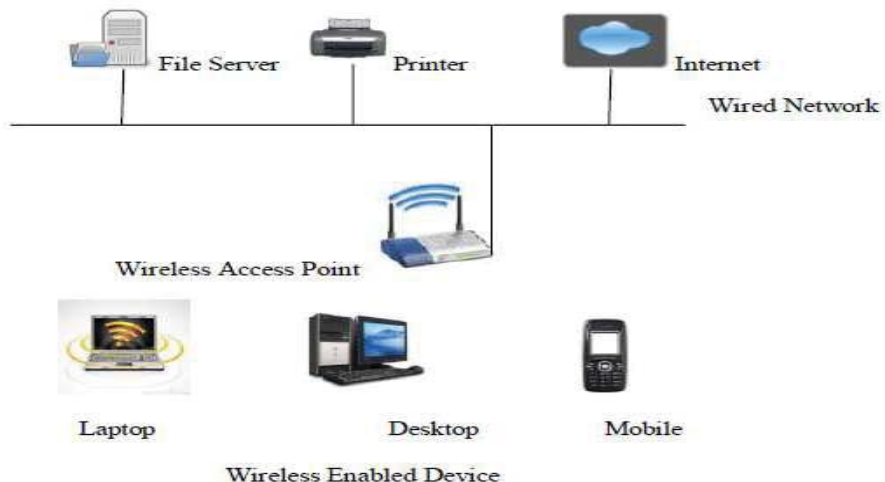 File Server
Printer
Internet
Wired Network
Wireless Access Point
Laptop
Desktop
Mobile
Wireless Enabled Device